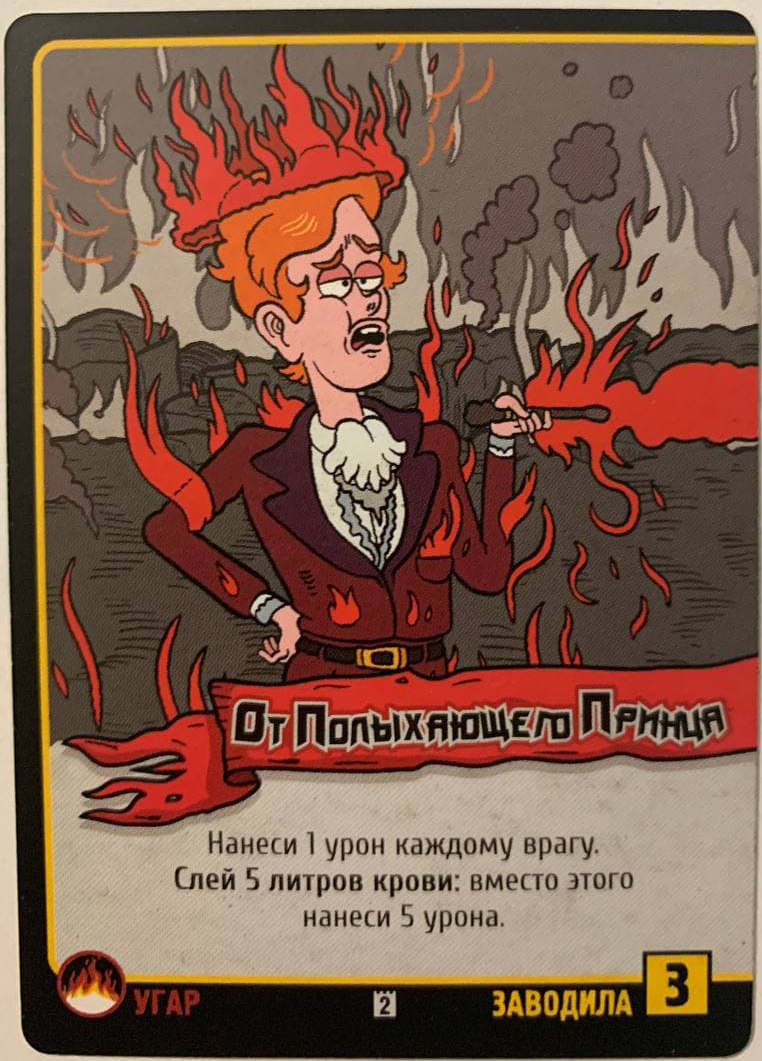 От Полыхающего Принца
Нанеси 1 урон каждому врагу.
Слей 5 литров крови: вместо этого
нанеси 5 урона.
УГАР
2
ЗАВОДИЛА
3